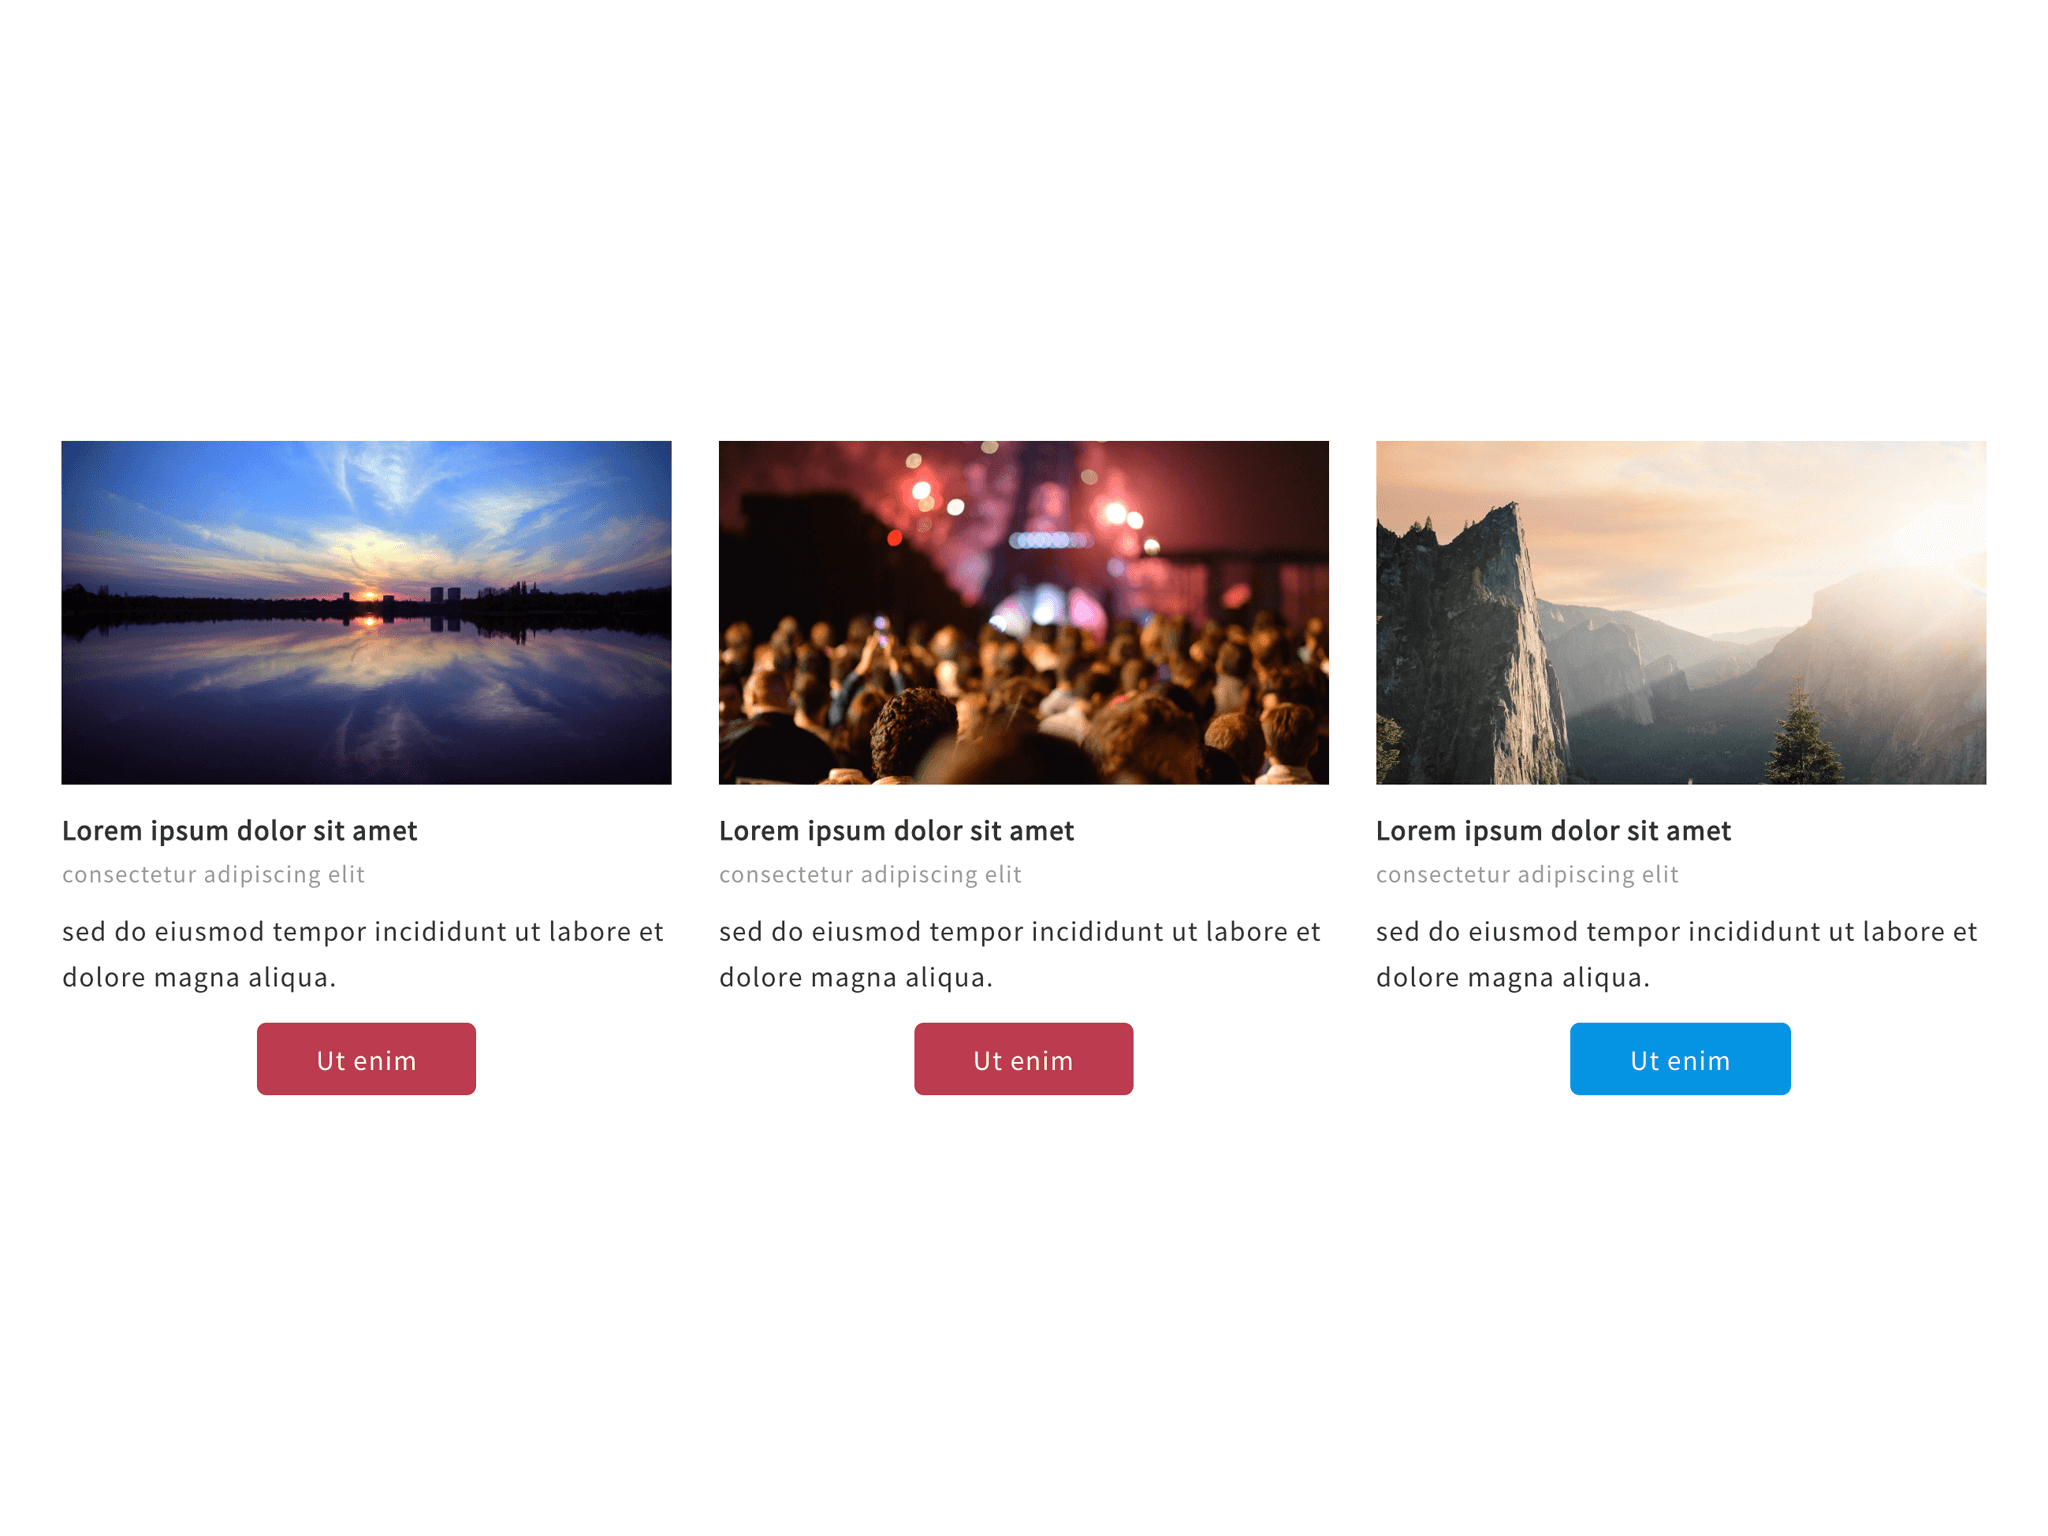 Lorem ipsum dolor sit amet
consectetur adipiscing elit
sed do eiusmod tempor incididunt ut labore et
dolore magna aliqua.
Ut enim
Lorem ipsum dolor sit amet
consectetur adipiscing elit
sed do eiusmod tempor incididunt ut labore et
dolore magna aliqua.
Ut enim
Lorem ipsum dolor sit amet
consectetur adipiscing elit
sed do eiusmod tempor incididunt ut labore et
dolore magna aliqua.
Ut enim